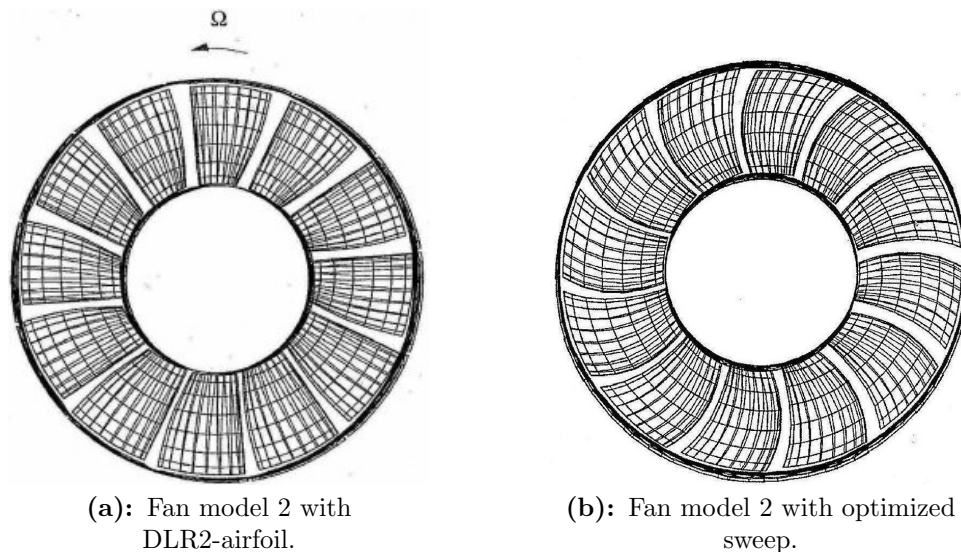 Ω
(a): Fan model 2 with
DLR2-airfoil.
(b): Fan model 2 with optimized
sweep.